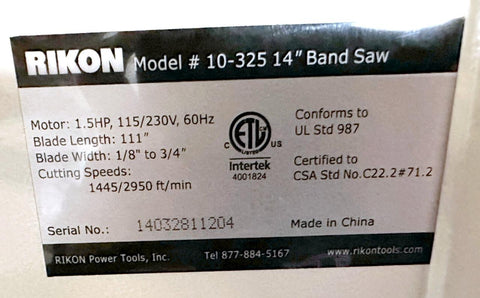 RIKON Model # 10-325 14" Band Saw
Motor: 1.5HP, 115/230V, 60Hz
Blade Length: 111"
Blade Width: 1/8" to 3/4"
Cutting Speeds:
1445/2950 ft/min
C ETL US
LISTED
Intertek
4001824
Conforms to
UL Std 987
Certified to
CSA Std No.C22.2#71.2
Serial No.: 14032811204
Made in China
RIKON Power Tools, Inc. Tel 877-884-5167 www.rikontools.com